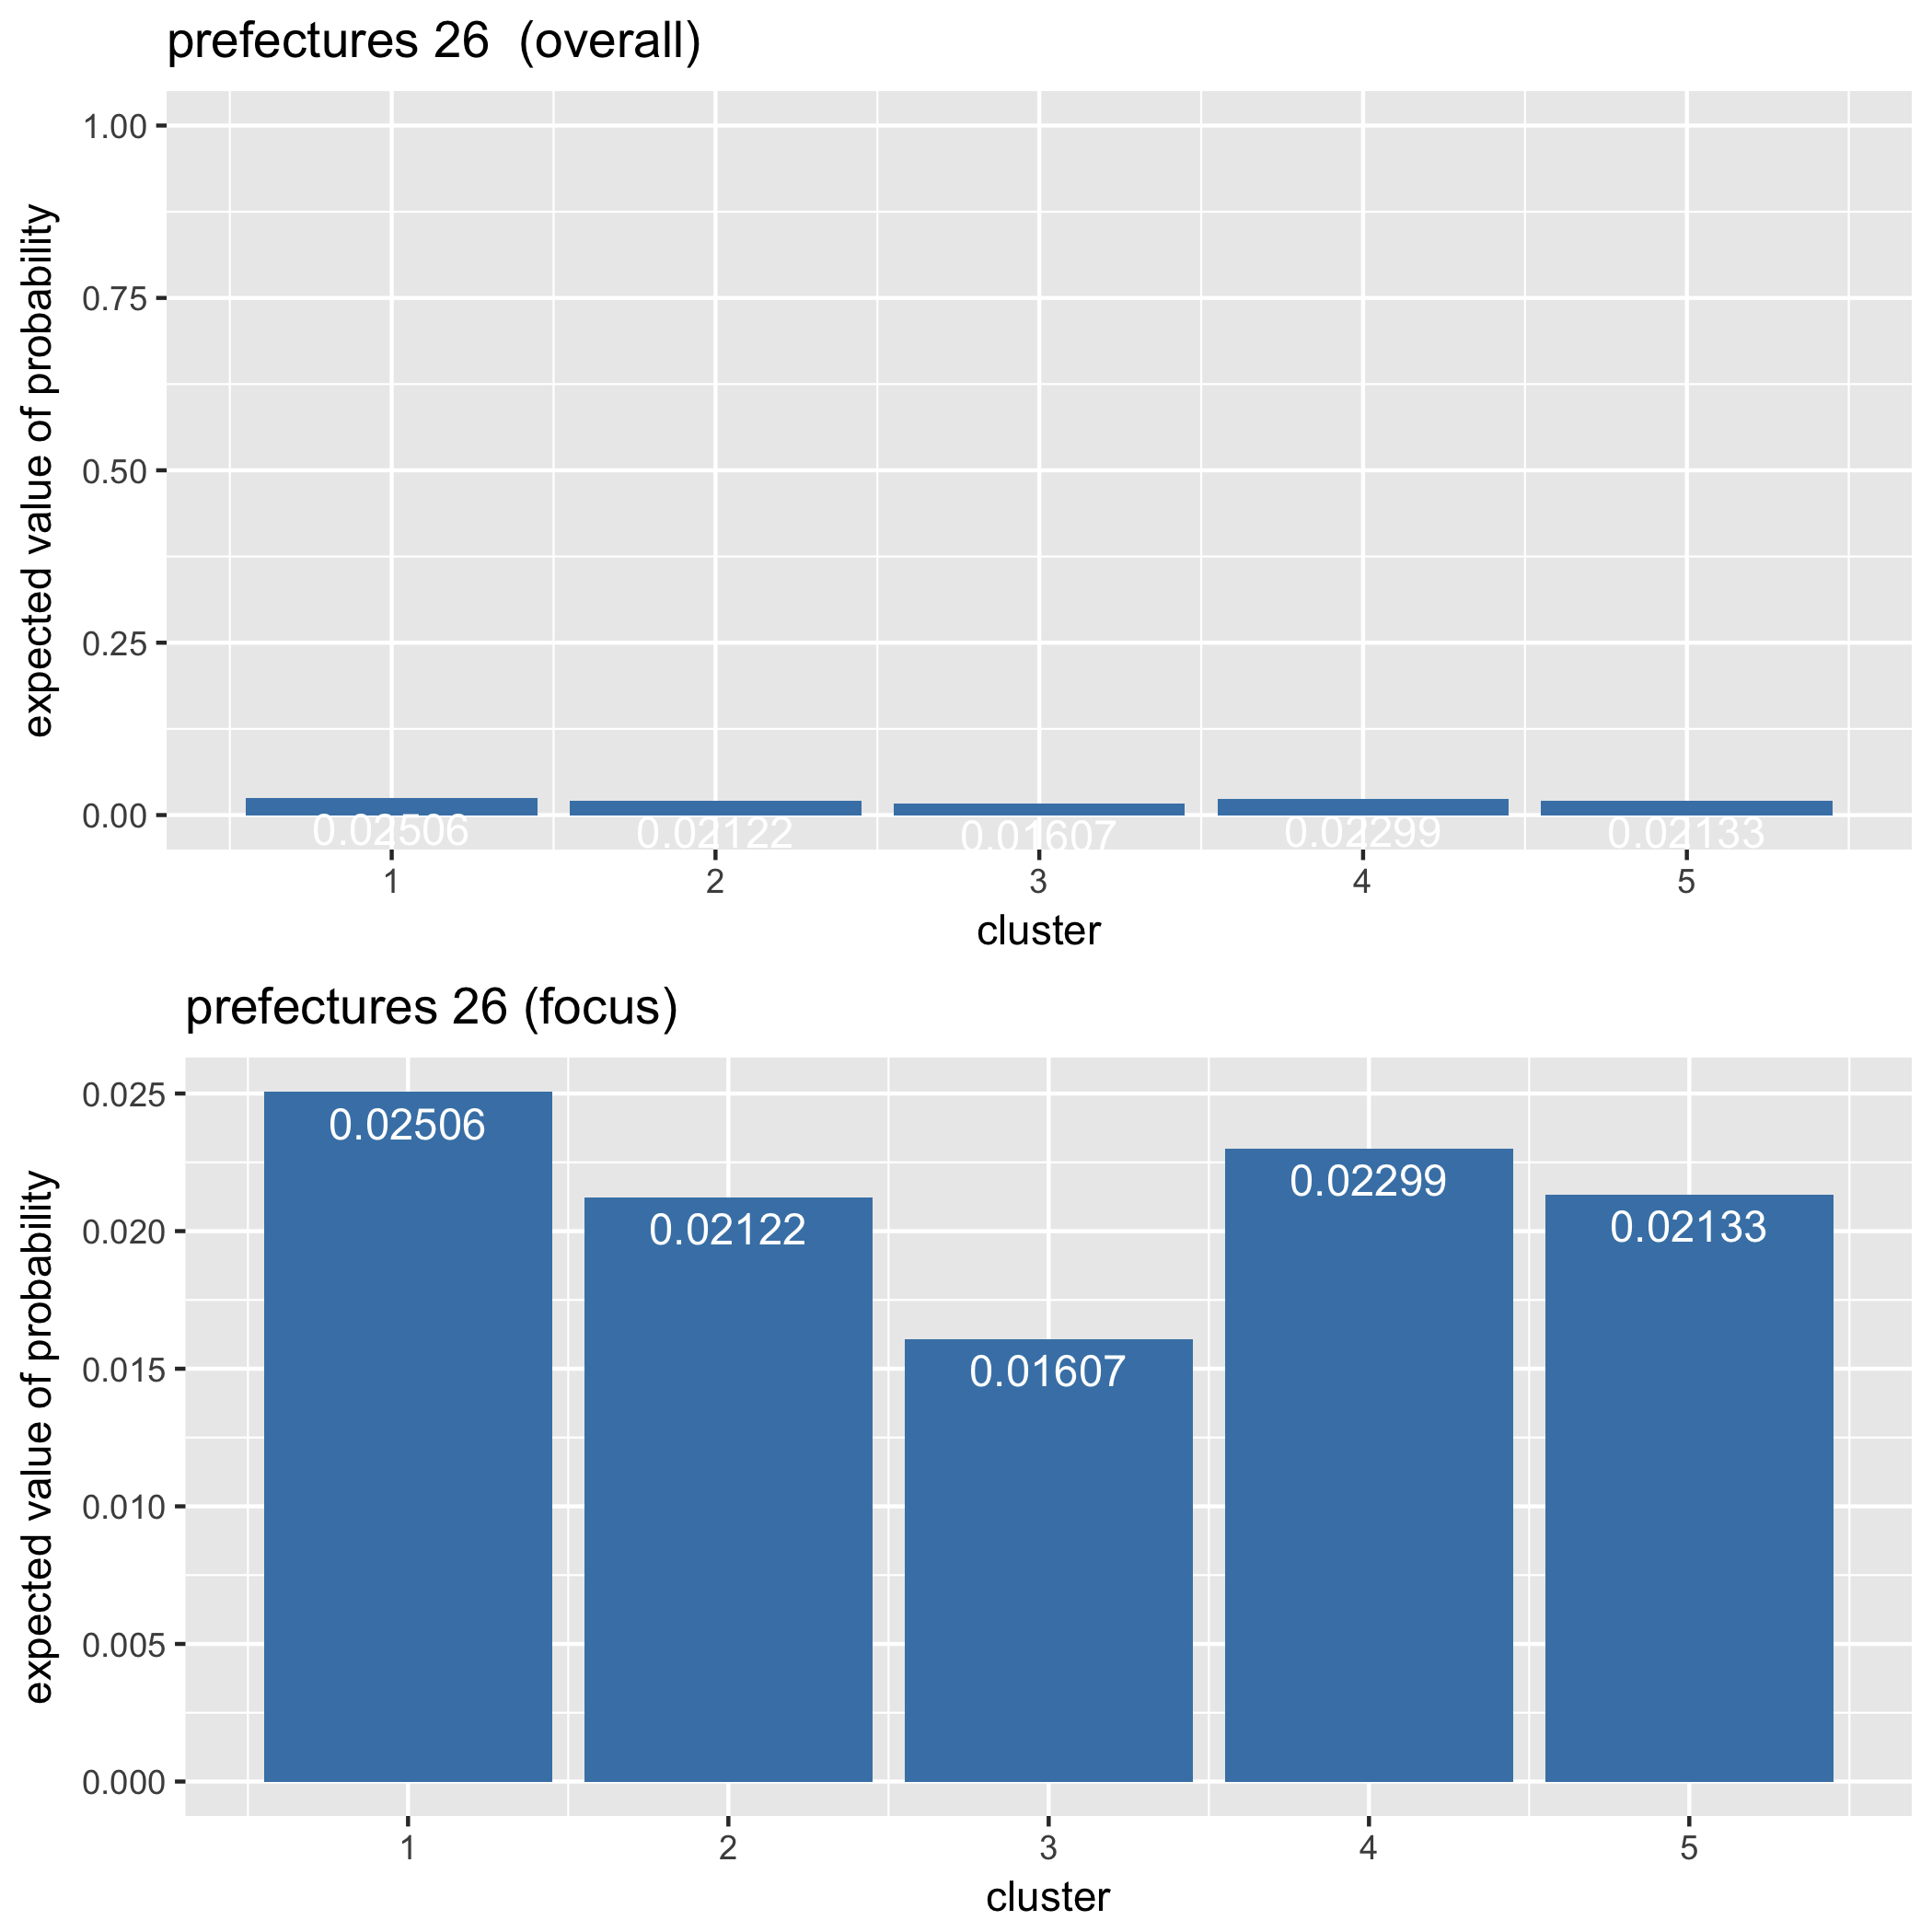 prefectures 26  (overall)
expected value of probability
1.00
0.75
0.50
0.25
0.00
0.02506 0.02122 0.01607 0.02299 0.02133
1 2 3 4 5
cluster
prefectures 26 (focus)
expected value of probability
0.025
0.020
0.015
0.010
0.005
0.000
0.02506 0.02122 0.01607 0.02299 0.02133
1 2 3 4 5
cluster